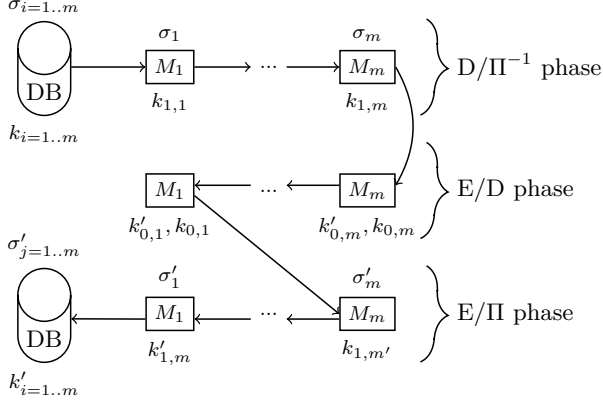 σ_{i=1..m}
σ_1
σ_m
DB
M_1
...
M_m
D/Π^{-1} phase
k_{i=1..m}
k_{1,1}
k_{1,m}
M_1
...
M_m
E/D phase
k'_{0,1}, k_{0,1}
k'_{0,m}, k_{0,m}
σ'_{j=1..m}
σ'_1
σ'_m
DB
M_1
...
M_m
E/Π phase
k'_{i=1..m}
k'_{1,m}
k_{1,m'}